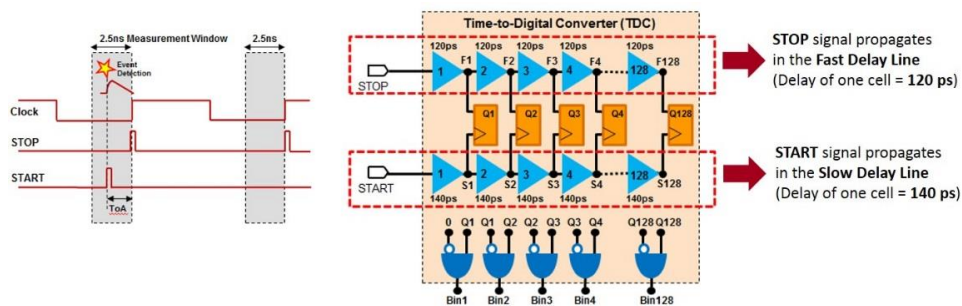 2.5ns Measurement Window
2.5ns
Event
Detection
Clock
STOP
START
ToA
Time-to-Digital Converter (TDC)
120ps 120ps 120ps 120ps 120ps
1 F1 2 F2 3 F3 4 F4 128 F128
STOP
Q1 Q2 Q3 Q4 Q128
1 2 3 4 128
START S1 S2 S3 S4 S128
140ps 140ps 140ps 140ps 140ps
0 Q1 Q1 Q2 Q2 Q3 Q3 Q4 Q128 Q128
Bin1 Bin2 Bin3 Bin4 Bin128
STOP signal propagates
in the Fast Delay Line
(Delay of one cell = 120 ps)
START signal propagates
in the Slow Delay Line
(Delay of one cell = 140 ps)